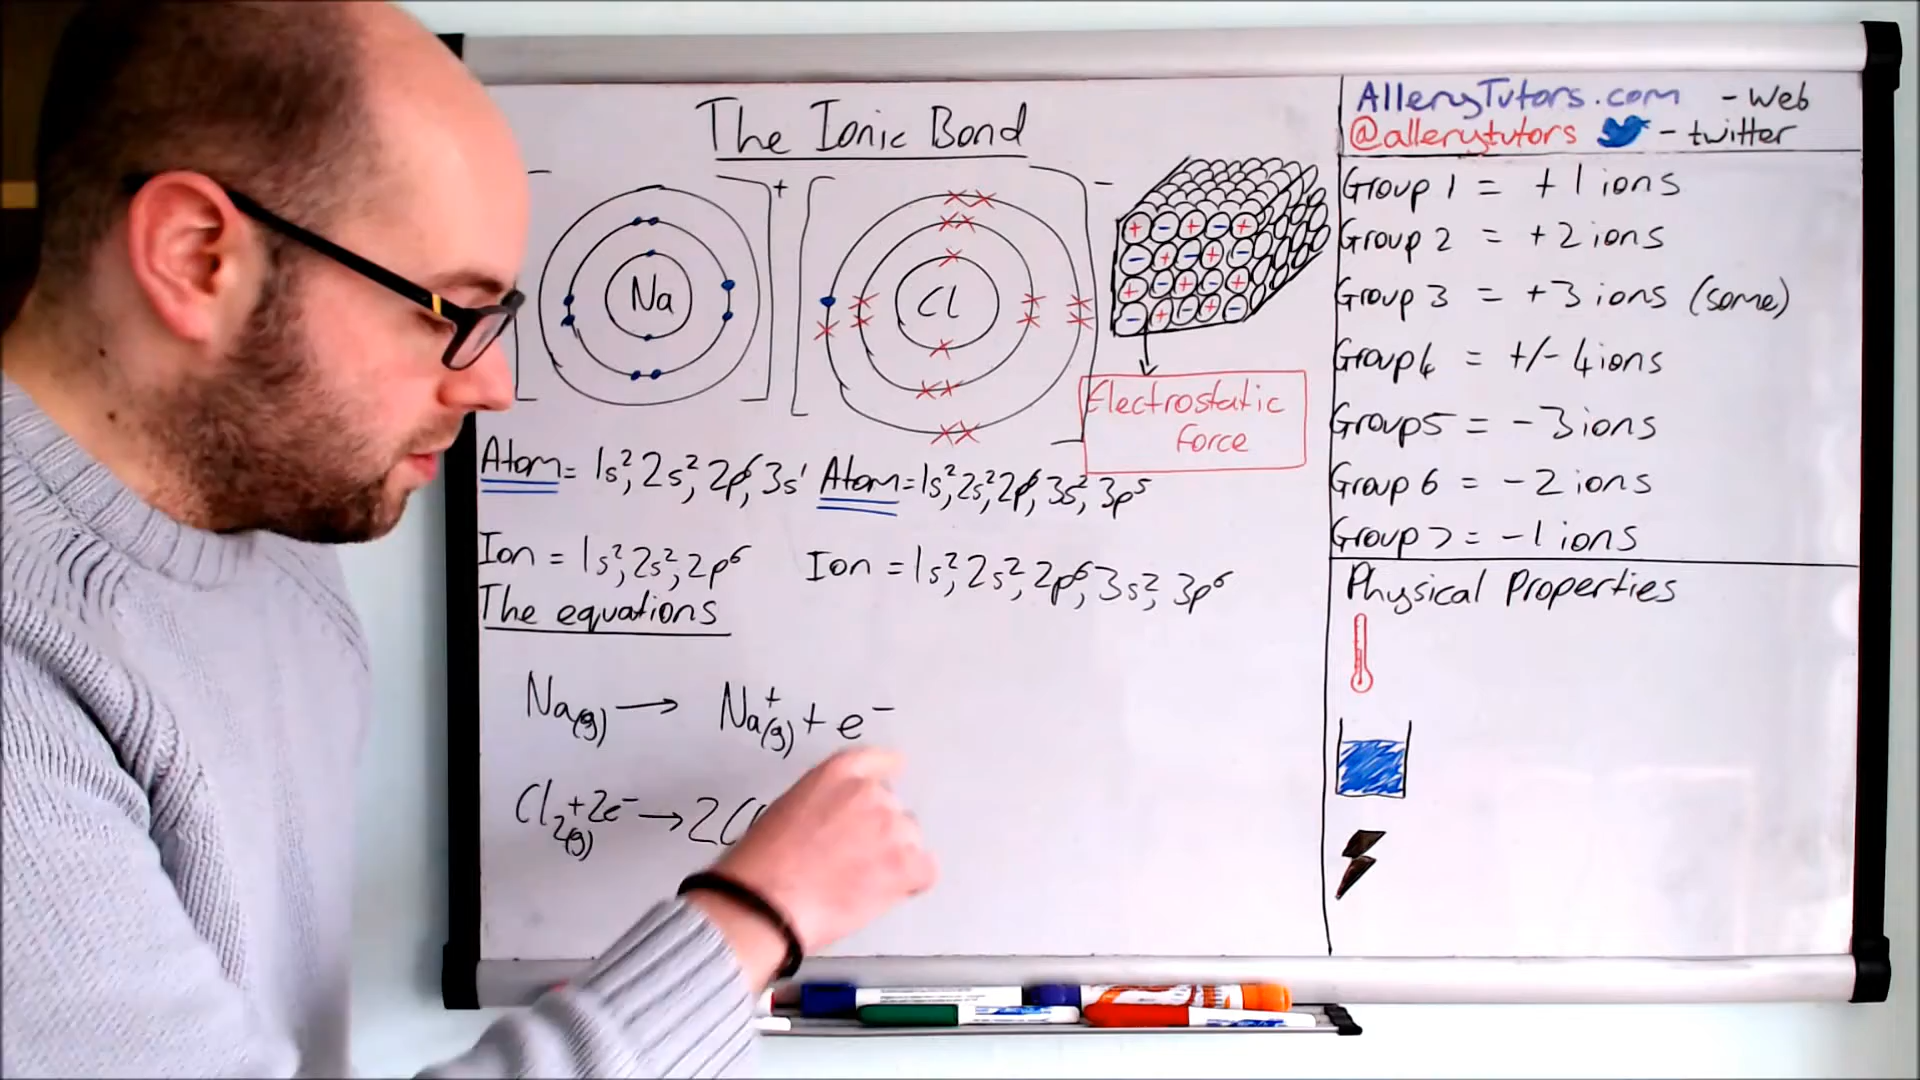 The Ionic Bond
Na
+
Cl
-
+ - + - +
- + - + -
+ - + - +
- + - + -
Electrostatic
Force
Atom = 1s², 2s², 2p⁶, 3s¹
Atom = 1s², 2s², 2p⁶, 3s², 3p⁵
Ion = 1s², 2s², 2p⁶
Ion = 1s², 2s², 2p⁶, 3s², 3p⁶
The equations
Na(g) → Na⁺(g) + e⁻
Cl₂(g) + 2e⁻ → 2Cl
AlleryTutors.com - Web
@allerytutors - twitter
Group 1 = +1 ions
Group 2 = +2 ions
Group 3 = +3 ions (some)
Group 4 = +/- 4 ions
Group 5 = -3 ions
Group 6 = -2 ions
Group 7 = -1 ions
Physical Properties